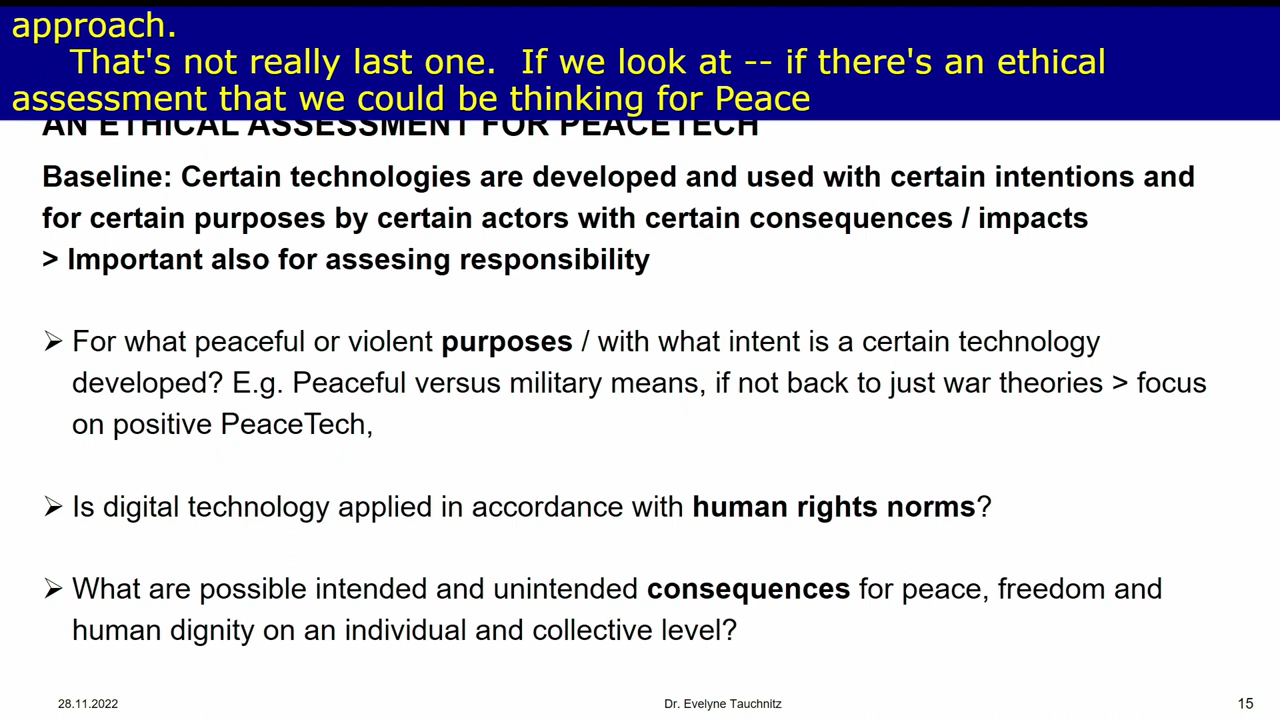 approach.
That's not really last one. If we look at -- if there's an ethical
assessment that we could be thinking for Peace
AN ETHICAL ASSESSMENT FOR PEACETECH
Baseline: Certain technologies are developed and used with certain intentions and
for certain purposes by certain actors with certain consequences / impacts
> Important also for assesing responsibility
➢ For what peaceful or violent purposes / with what intent is a certain technology
developed? E.g. Peaceful versus military means, if not back to just war theories > focus
on positive PeaceTech,
➢ Is digital technology applied in accordance with human rights norms?
➢ What are possible intended and unintended consequences for peace, freedom and
human dignity on an individual and collective level?
28.11.2022
Dr. Evelyne Tauchnitz
15